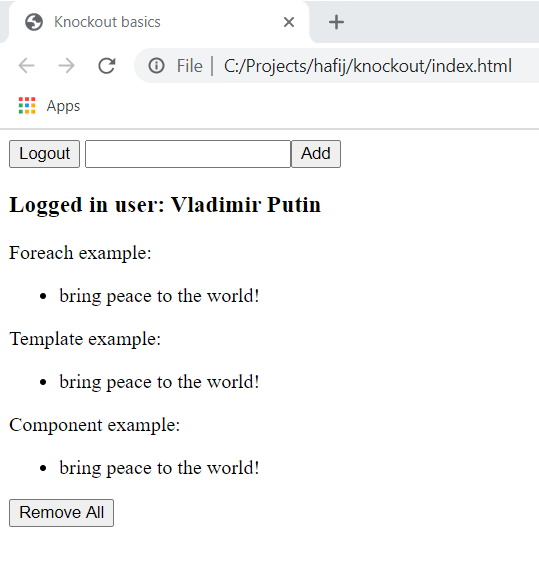 Knockout basics
File | C:/Projects/hafij/knockout/index.html
Apps
Logout Add
Logged in user: Vladimir Putin
Foreach example:
• bring peace to the world!
Template example:
• bring peace to the world!
Component example:
• bring peace to the world!
Remove All